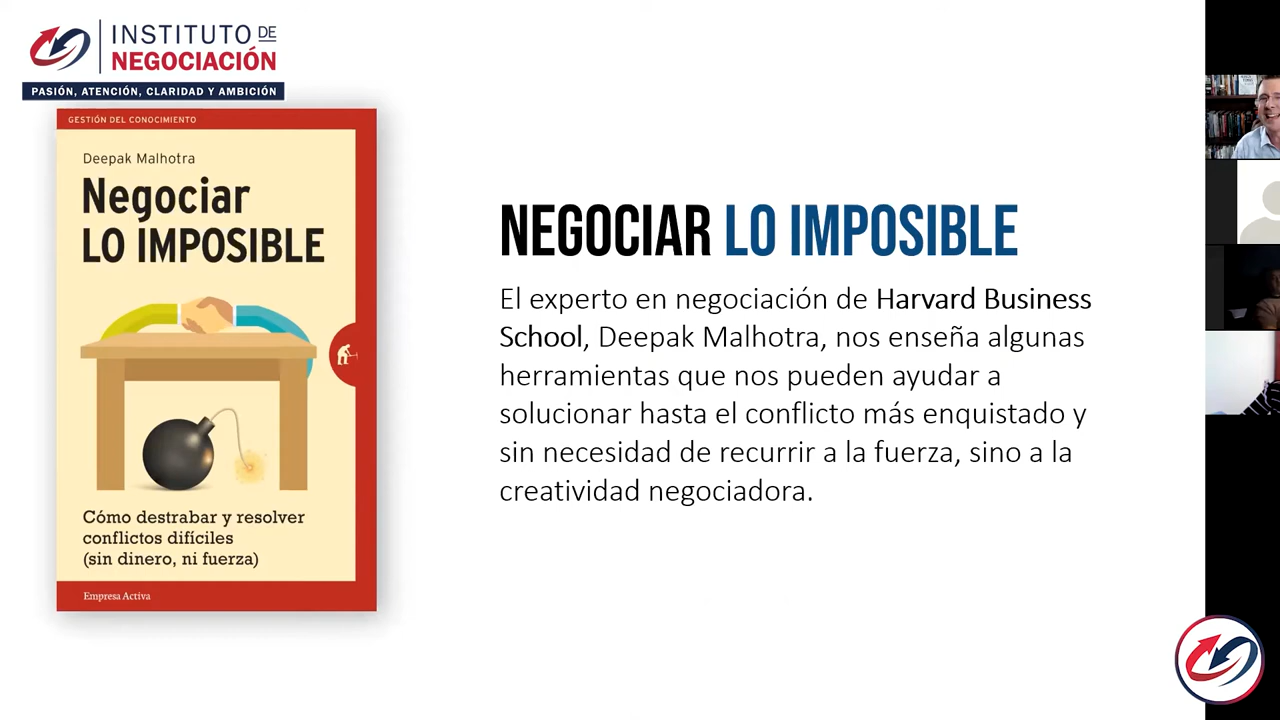 INSTITUTO DE
NEGOCIACIÓN
PASIÓN, ATENCIÓN, CLARIDAD Y AMBICIÓN
GESTIÓN DEL CONOCIMIENTO
Deepak Malhotra
Negociar
LO IMPOSIBLE
Cómo destrabar y resolver
conflictos difíciles
(sin dinero, ni fuerza)
Empresa Activa
NEGOCIAR LO IMPOSIBLE
El experto en negociación de Harvard Business
School, Deepak Malhotra, nos enseña algunas
herramientas que nos pueden ayudar a
solucionar hasta el conflicto más enquistado y
sin necesidad de recurrir a la fuerza, sino a la
creatividad negociadora.